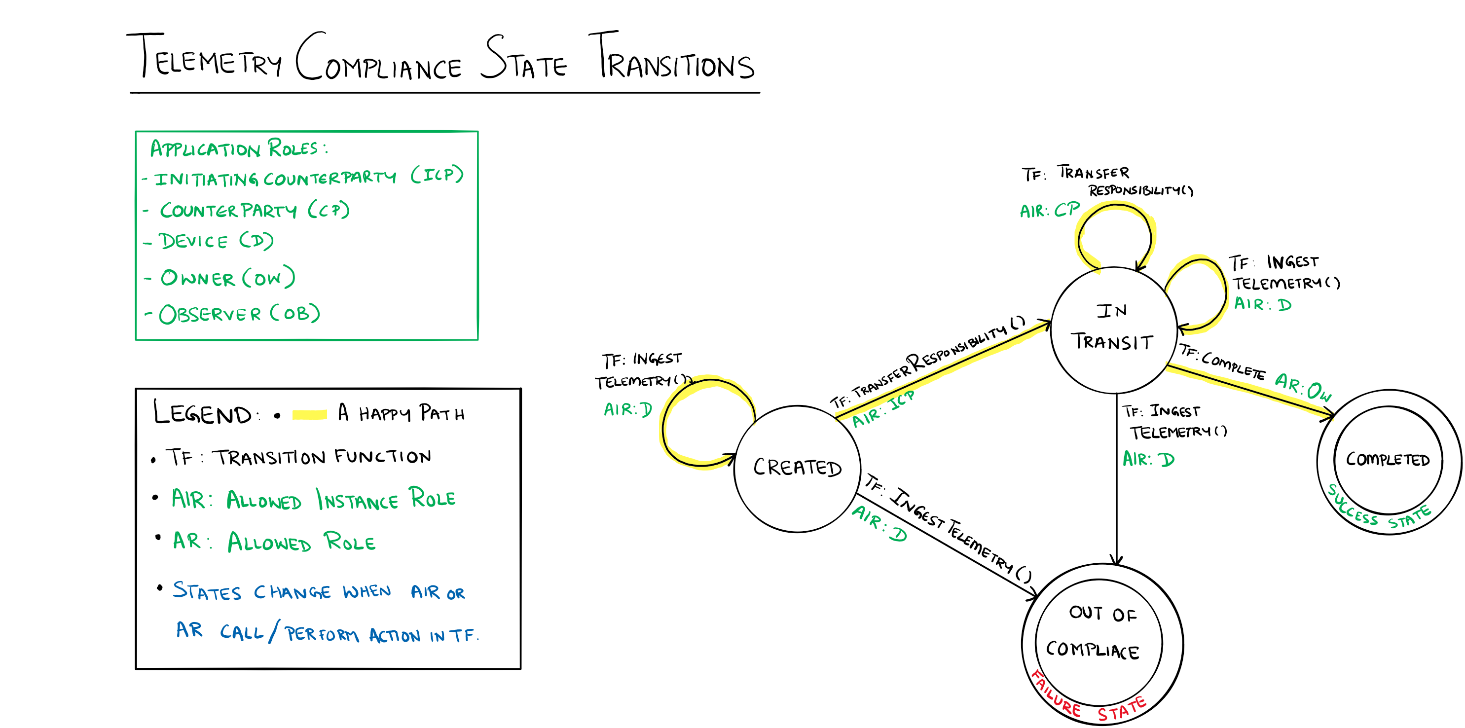 TELEMETRY COMPLIANCE STATE TRANSITIONS
APPLICATION ROLES:
- INITIATING COUNTERPARTY (ICP)
- COUNTERPARTY (CP)
- DEVICE (D)
- OWNER (OW)
- OBSERVER (OB)
LEGEND: • A HAPPY PATH
• TF: TRANSITION FUNCTION
• AIR: ALLOWED INSTANCE ROLE
• AR: ALLOWED ROLE
• STATES CHANGE WHEN AIR OR
AR CALL/PERFORM ACTION IN TF.
TF: INGEST
TELEMETRY()
AIR: D
CREATED
TF: TRANSFERRESPONSIBILITY()
AIR: ICP
TF: INGESTTELEMETRY()
AIR: D
TF: TRANSFER
RESPONSIBILITY()
AIR: CP
TF: INGEST
TELEMETRY()
AIR: D
IN
TRANSIT
TF: COMPLETE AR: OW
TF: INGEST
TELEMETRY()
AIR: D
COMPLETED
SUCCESS STATE
OUT OF
COMPLIACE
FAILURE STATE